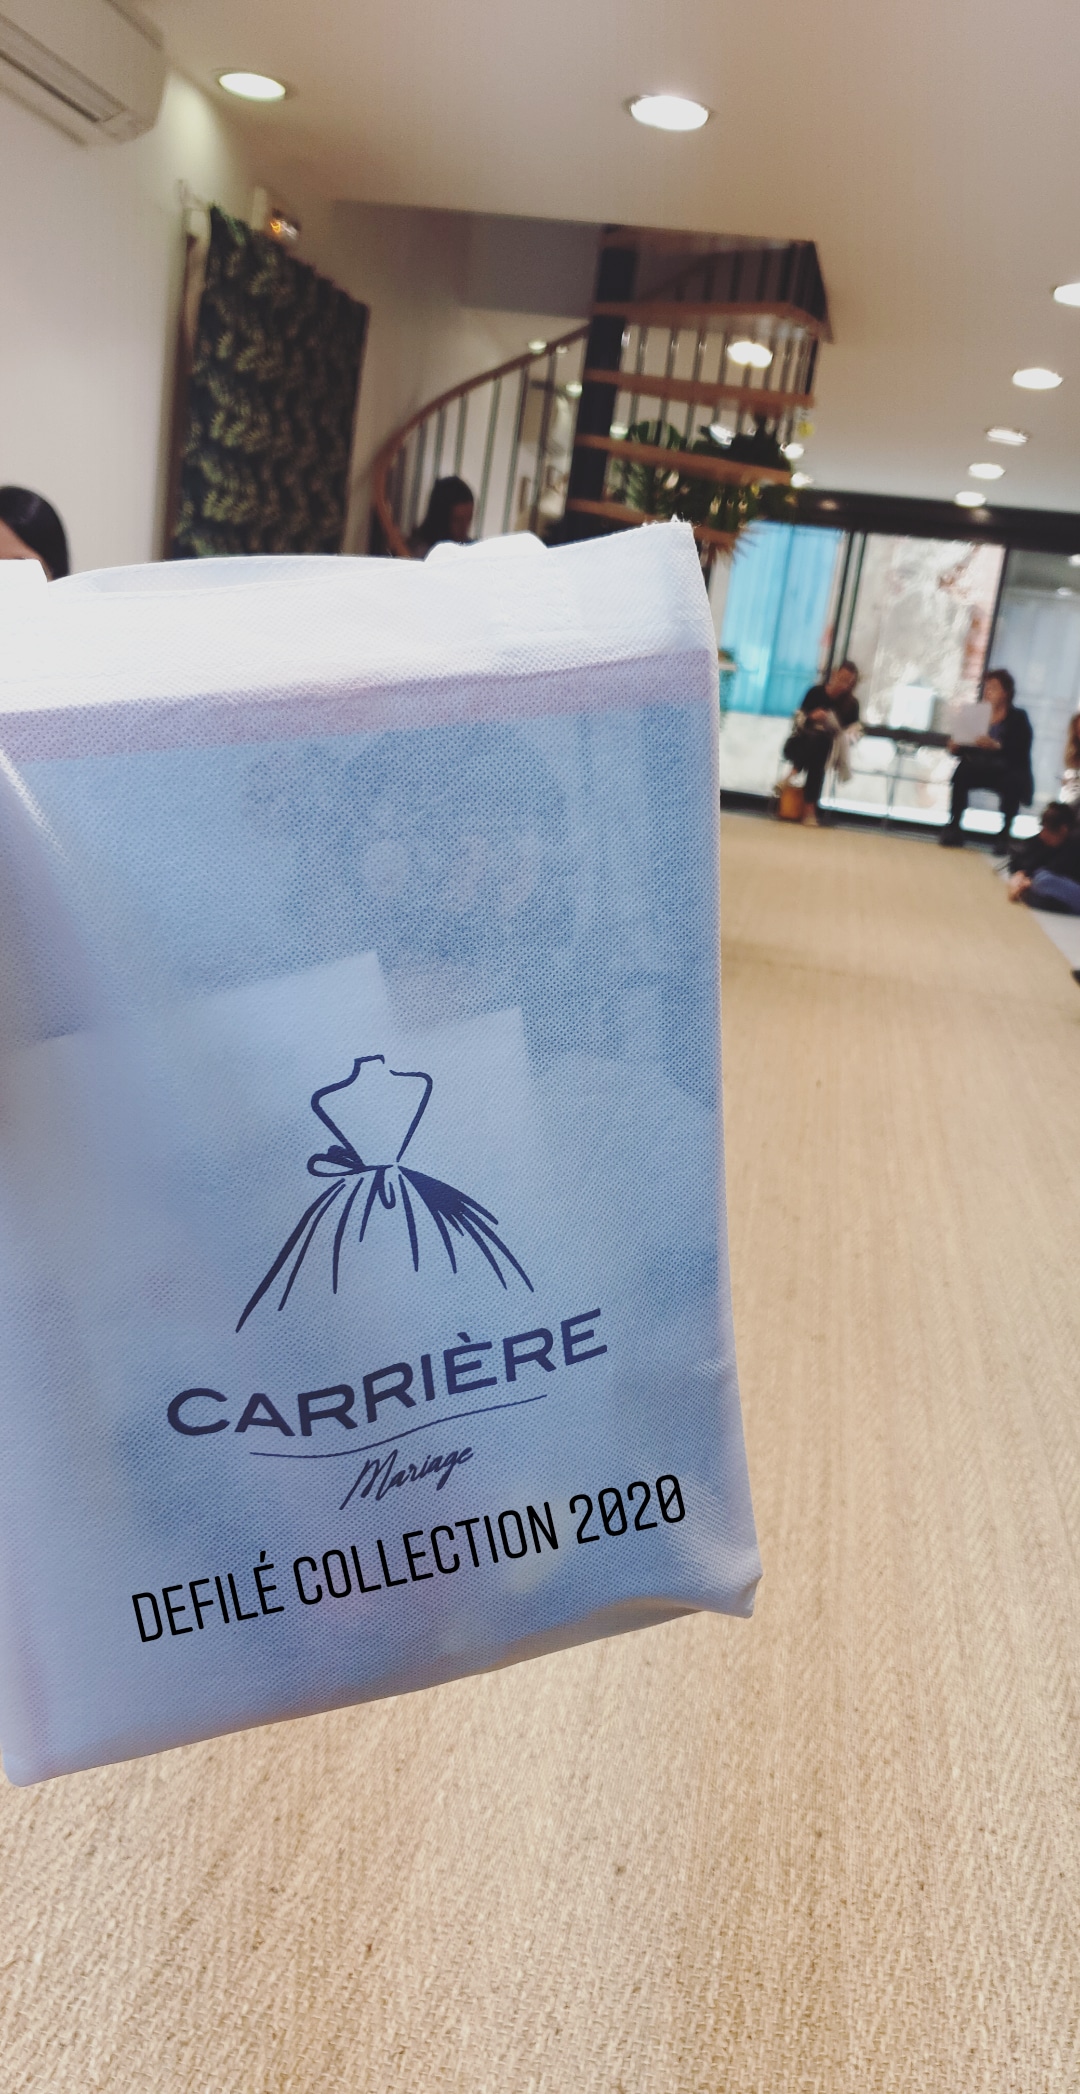 CARRIÈRE
Mariage
DEFILÉ COLLECTION 2020